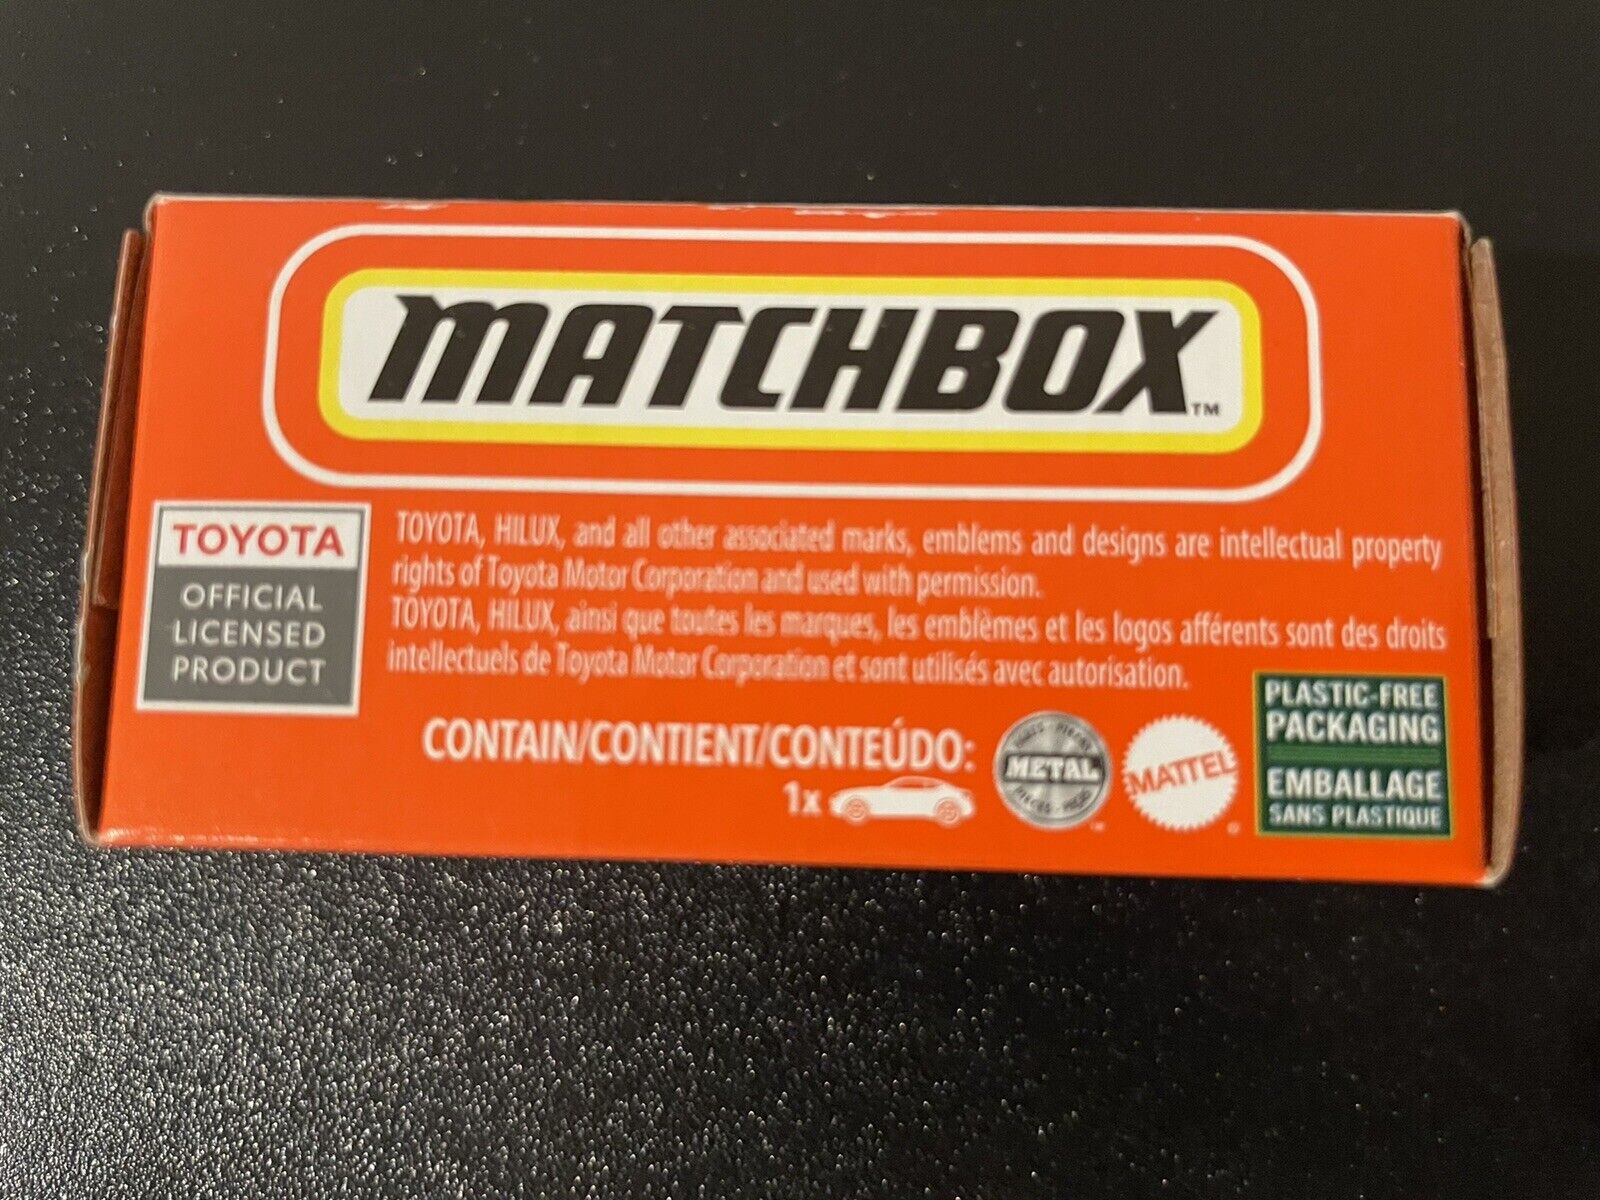 MATCHBOX™
TOYOTA
OFFICIAL
LICENSED
PRODUCT
TOYOTA, HILUX, and all other associated marks, emblems and designs are intellectual property
rights of Toyota Motor Corporation and used with permission.
TOYOTA, HILUX, ainsi que toutes les marques, les emblèmes et les logos afférents sont des droits
intellectuels de Toyota Motor Corporation et sont utilisés avec autorisation.
CONTAIN/CONTIENT/CONTEÚDO:
1x
METAL
MATTEL
PLASTIC-FREE
PACKAGING
EMBALLAGE
SANS PLASTIQUE